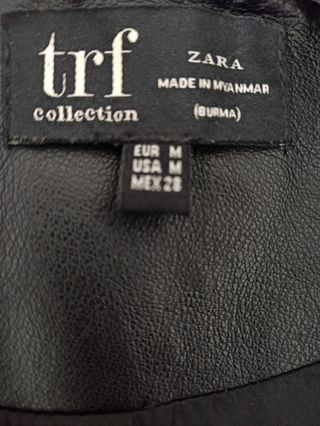 trf
collection
ZARA
MADE IN MYANMAR
(BURMA)
EUR M
USA M
MEX 28